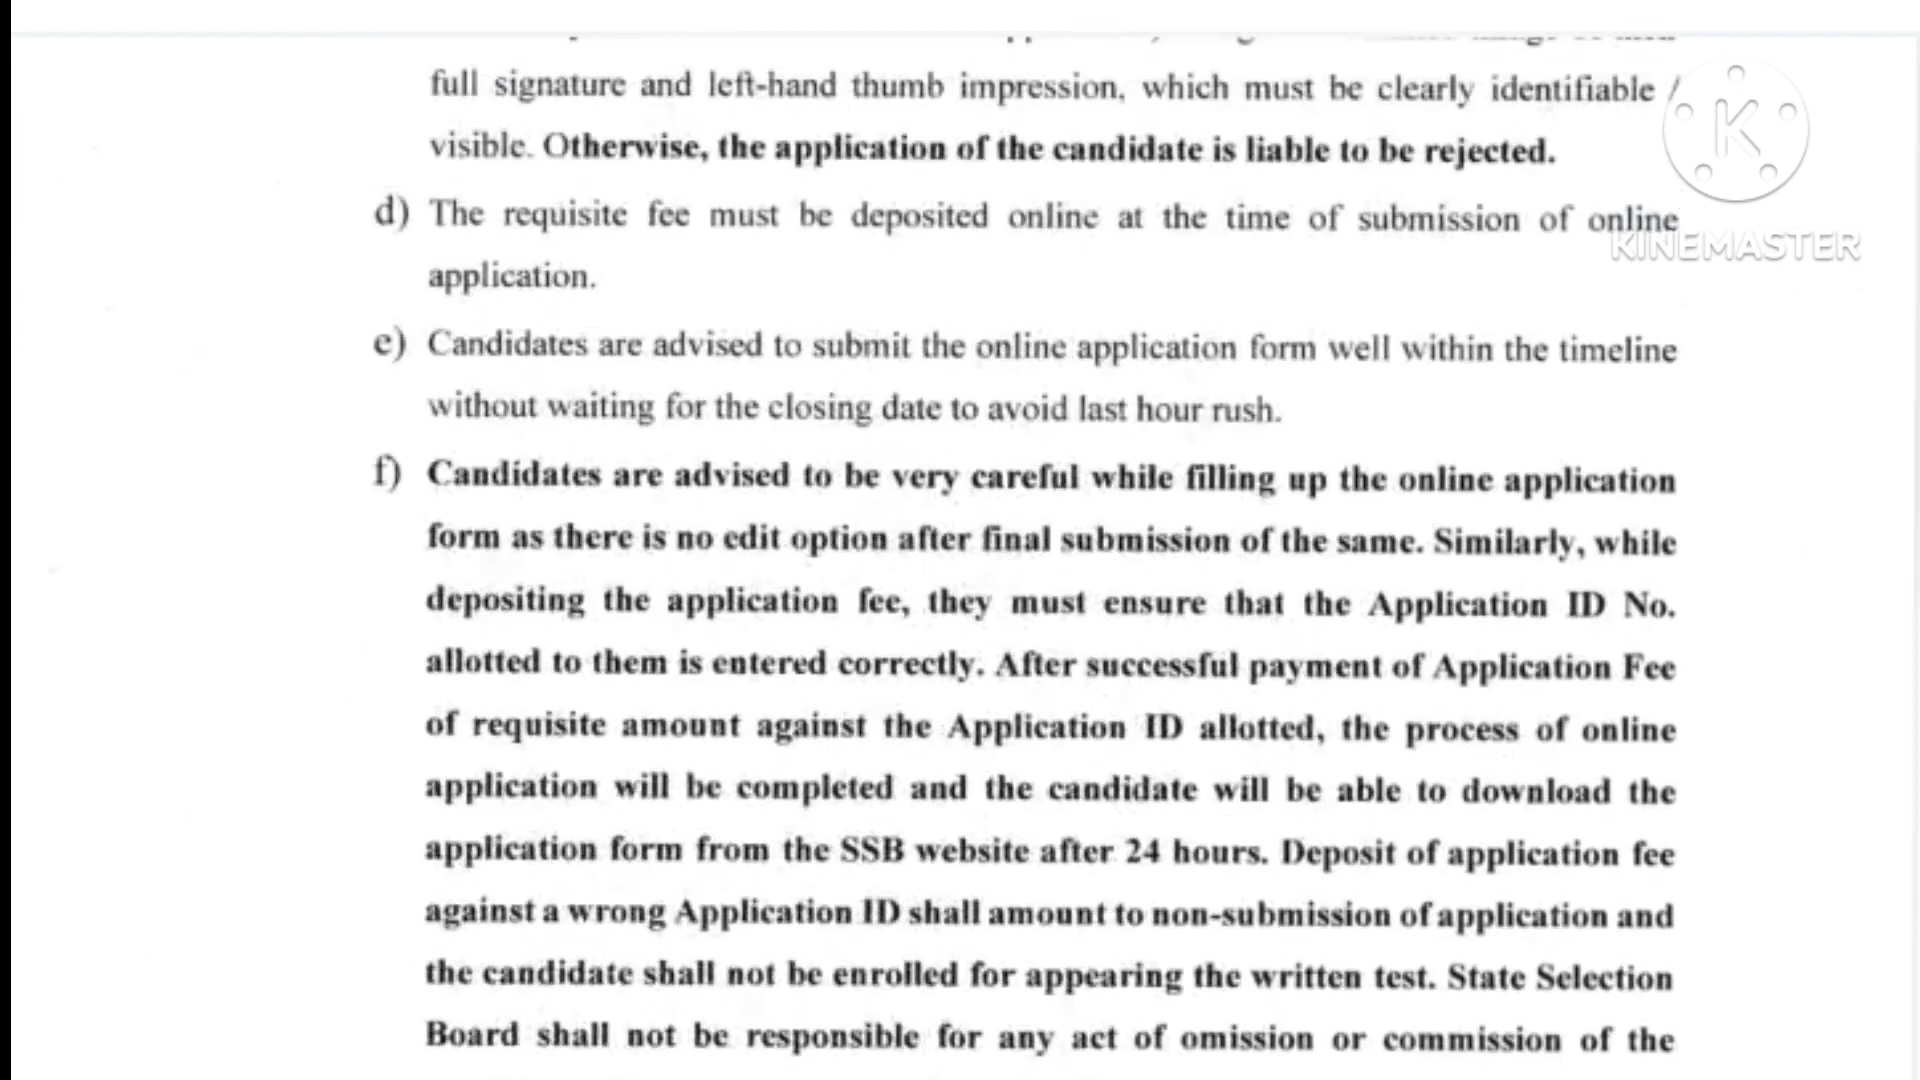 full signature and left-hand thumb impression, which must be clearly identifiable /
visible. Otherwise, the application of the candidate is liable to be rejected.
d) The requisite fee must be deposited online at the time of submission of online
application.
e) Candidates are advised to submit the online application form well within the timeline
without waiting for the closing date to avoid last hour rush.
f) Candidates are advised to be very careful while filling up the online application
form as there is no edit option after final submission of the same. Similarly, while
depositing the application fee, they must ensure that the Application ID No.
allotted to them is entered correctly. After successful payment of Application Fee
of requisite amount against the Application ID allotted, the process of online
application will be completed and the candidate will be able to download the
application form from the SSB website after 24 hours. Deposit of application fee
against a wrong Application ID shall amount to non-submission of application and
the candidate shall not be enrolled for appearing the written test. State Selection
Board shall not be responsible for any act of omission or commission of the
K
KINEMASTER